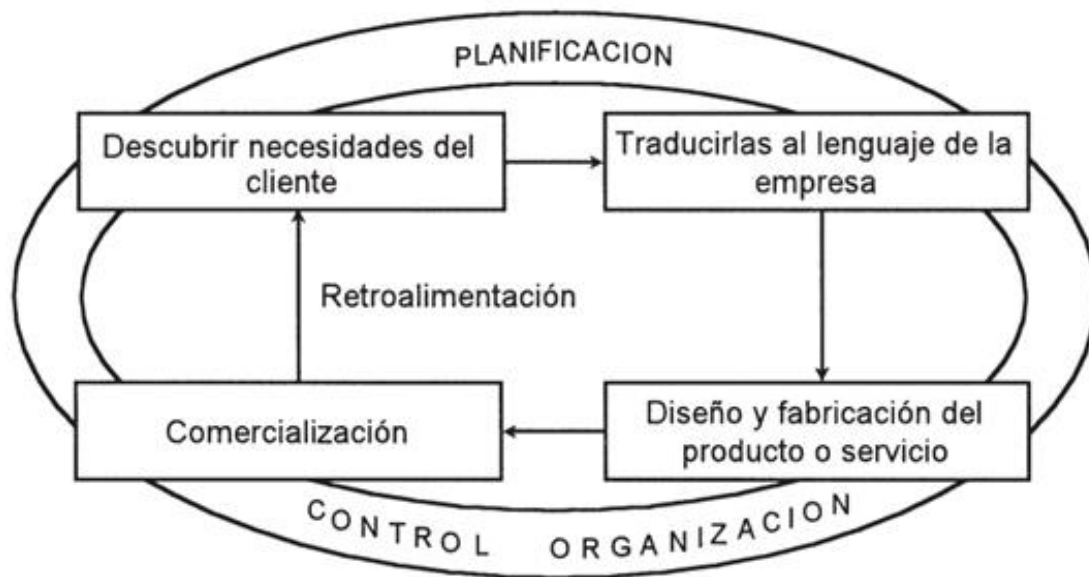 PLANIFICACION
Descubrir necesidades del
cliente
Traducirlas al lenguaje de la
empresa
Retroalimentación
Comercialización
Diseño y fabricación del
producto o servicio
CONTROL ORGANIZACION